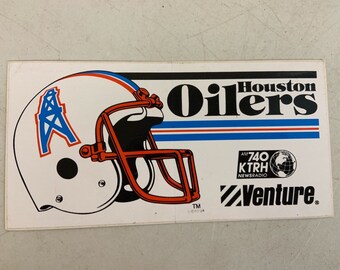 Houston
Oilers
AM 740
KTRH
NEWSRADIO
Venture®
TM